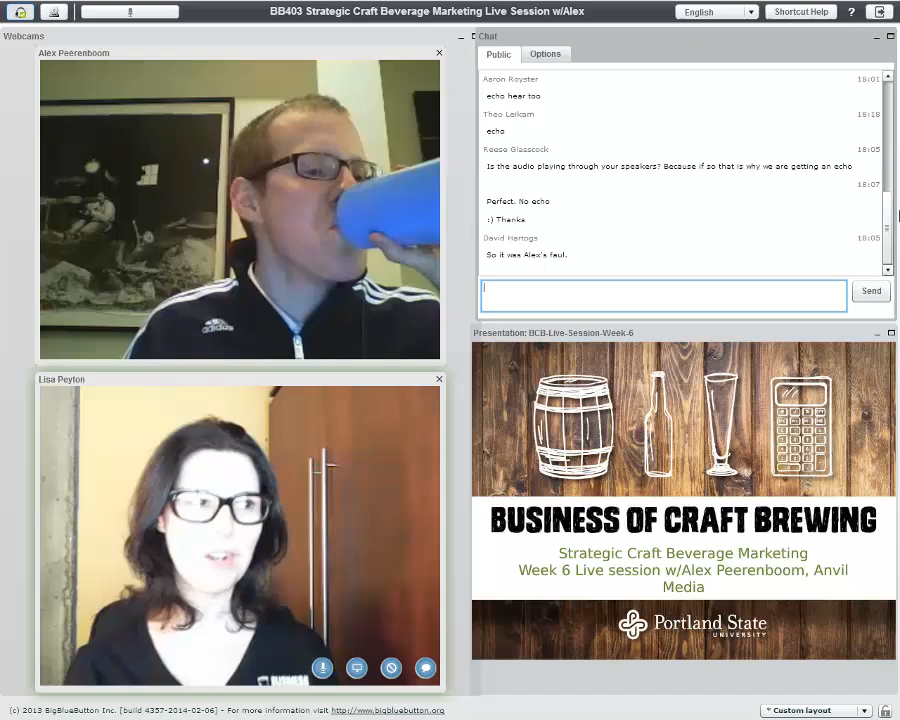 BB403 Strategic Craft Beverage Marketing Live Session w/Alex
English
Shortcut Help
?
Webcams
Alex Peerenboom
adidas
Lisa Peyton
BUSINESS
Chat
Public
Options
Aaron Royster 18:01
echo hear too
Theo Leikam 18:18
echo
Reese Glasscock 18:05
Is the audio playing through your speakers? Because if so that is why we are getting an echo
18:07
Perfect. No echo
:) Thanks
David Hartogs 18:05
So it was Alex's faul.
Send
Presentation: BCB-Live-Session-Week-6
BUSINESS OF CRAFT BREWING
Strategic Craft Beverage Marketing
Week 6 Live session w/Alex Peerenboom, Anvil
Media
Portland State
UNIVERSITY
(c) 2013 BigBlueButton Inc. [build 4357-2014-02-06] - For more information visit http://www.bigbluebutton.org
* Custom layout